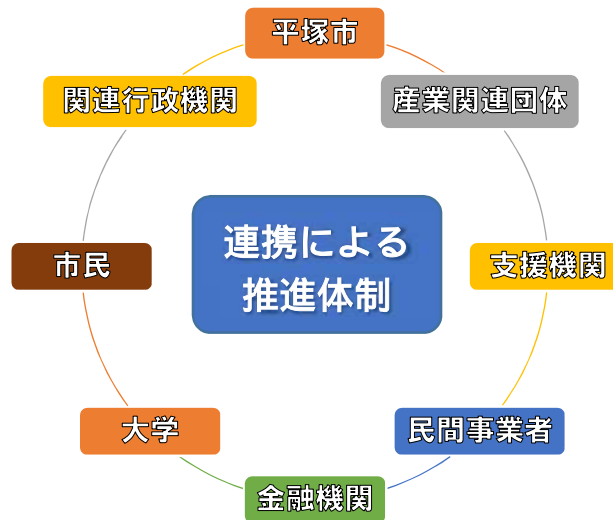 平塚市
関連行政機関
産業関連団体
連携による
推進体制
市民
支援機関
大学
民間事業者
金融機関